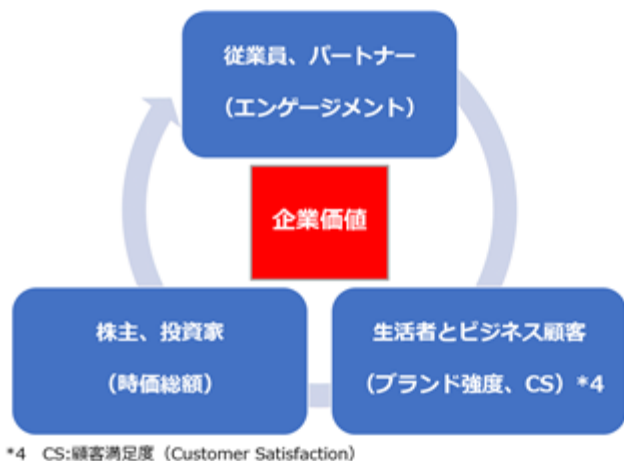 従業員、パートナー
（エンゲージメント）
企業価値
株主、投資家
（時価総額）
生活者とビジネス顧客
（ブランド強度、CS）*4
*4　CS:顧客満足度（Customer Satisfaction）